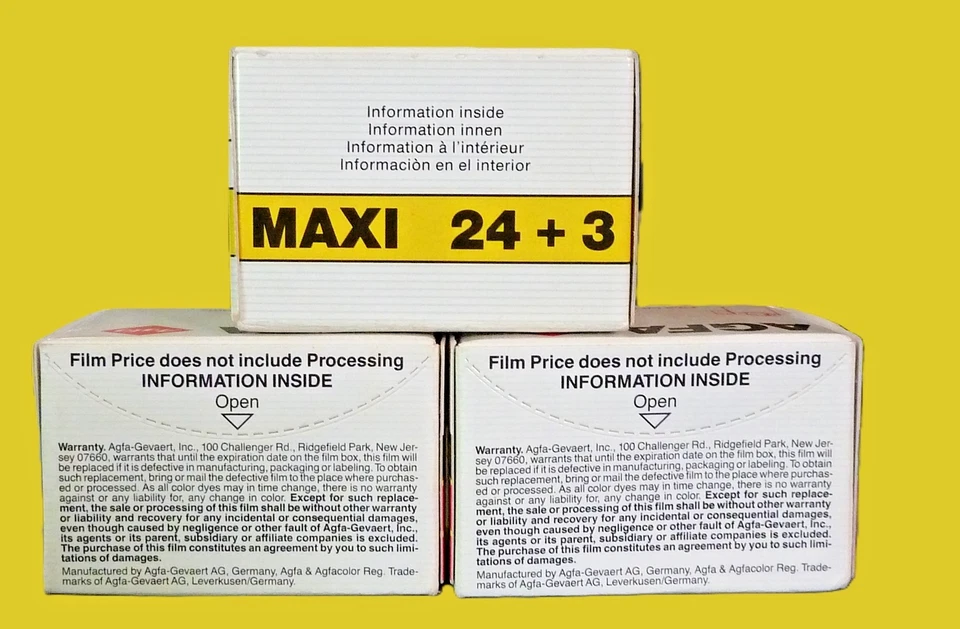 Information inside
Information innen
Information à l'intérieur
Informaciòn en el interior
MAXI 24 + 3
AGFA
Film Price does not include Processing
INFORMATION INSIDE
Open
Warranty. Agfa-Gevaert, Inc., 100 Challenger Rd., Ridgefield Park, New Jer-
sey 07660, warrants that until the expiration date on the film box, this film will
be replaced if it is defective in manufacturing, packaging or labeling. To obtain
such replacement, bring or mail the defective film to the place where purchas-
ed or processed. As all color dyes may in time change, there is no warranty
against or any liability for, any change in color. Except for such replace-
ment, the sale or processing of this film shall be without other warranty
or liability and recovery for any incidental or consequential damages,
even though caused by negligence or other fault of Agfa-Gevaert, Inc.,
its agents or its parent, subsidiary or affiliate companies is excluded.
The purchase of this film constitutes an agreement by you to such limi-
tations of damages.
Manufactured by Agfa-Gevaert AG, Germany, Agfa & Agfacolor Reg. Trade-
marks of Agfa-Gevaert AG, Leverkusen/Germany.
Film Price does not include Processing
INFORMATION INSIDE
Open
Warranty. Agfa-Gevaert, Inc., 100 Challenger Rd., Ridgefield Park, New Jer-
sey 07660, warrants that until the expiration date on the film box, this film will
be replaced if it is defective in manufacturing, packaging or labeling. To obtain
such replacement, bring or mail the defective film to the place where purchas-
ed or processed. As all color dyes may in time change, there is no warranty
against or any liability for, any change in color. Except for such replace-
ment, the sale or processing of this film shall be without other warranty
or liability and recovery for any incidental or consequential damages,
even though caused by negligence or other fault of Agfa-Gevaert, Inc.,
its agents or its parent, subsidiary or affiliate companies is excluded.
The purchase of this film constitutes an agreement by you to such limi-
tations of damages.
Manufactured by Agfa-Gevaert AG, Germany, Agfa & Agfacolor Reg. Trade-
marks of Agfa-Gevaert AG, Leverkusen/Germany.